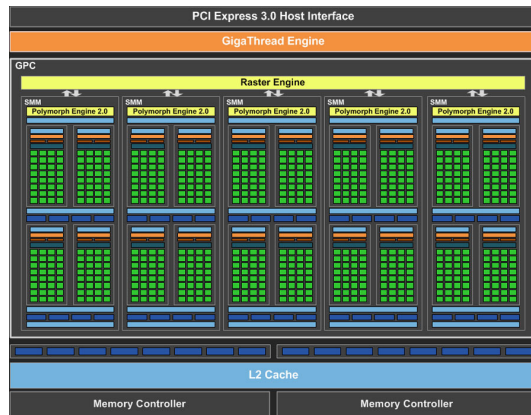 PCI Express 3.0 Host Interface
GigaThread Engine
GPC
Raster Engine
SMM SMM SMM SMM SMM
Polymorph Engine 2.0 Polymorph Engine 2.0 Polymorph Engine 2.0 Polymorph Engine 2.0 Polymorph Engine 2.0
L2 Cache
Memory Controller Memory Controller